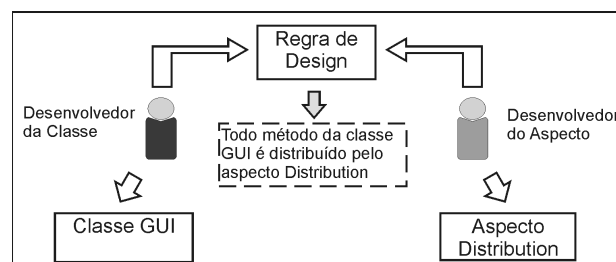 Regra de
Design
Desenvolvedor
da Classe
Desenvolvedor
do Aspecto
Todo método da classe
GUI é distribuído pelo
aspecto Distribution
Classe GUI
Aspecto
Distribution